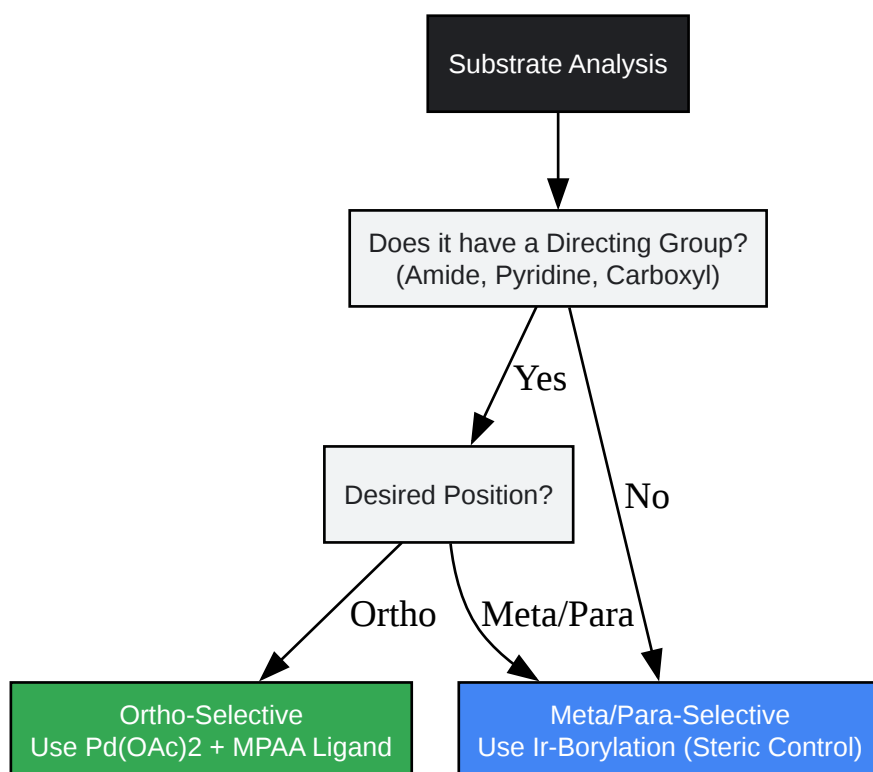 Substrate Analysis
Does it have a Directing Group?
(Amide, Pyridine, Carboxyl)
Yes
Desired Position?
No
Ortho
Meta/Para
Ortho-Selective
Use Pd(OAc)2 + MPAA Ligand
Meta/Para-Selective
Use Ir-Borylation (Steric Control)